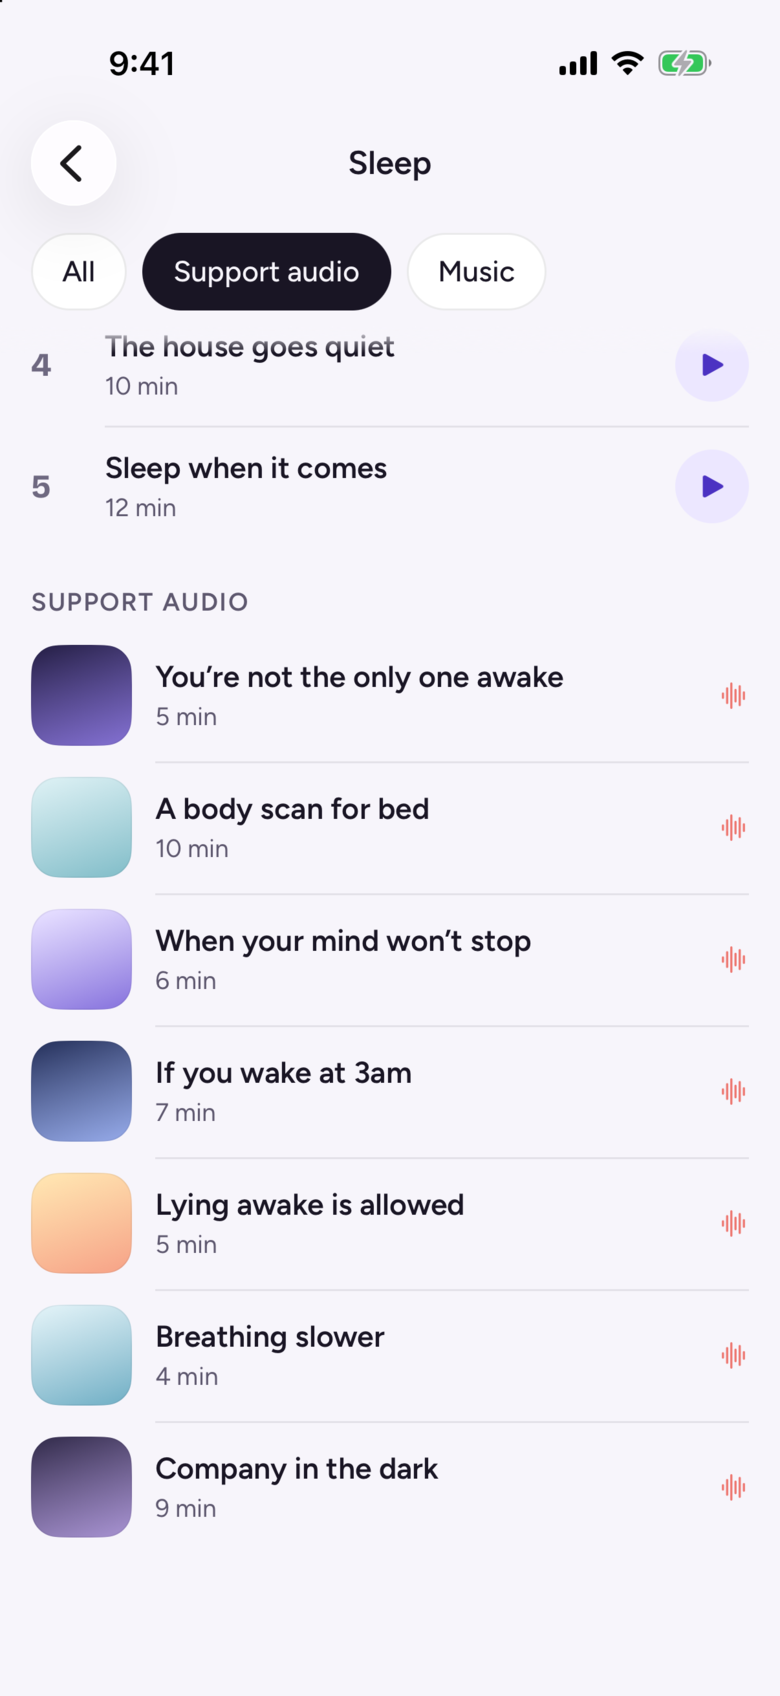 9:41
Sleep
All
Support audio
Music
4
The house goes quiet
10 min
5
Sleep when it comes
12 min
SUPPORT AUDIO
You’re not the only one awake
5 min
A body scan for bed
10 min
When your mind won’t stop
6 min
If you wake at 3am
7 min
Lying awake is allowed
5 min
Breathing slower
4 min
Company in the dark
9 min